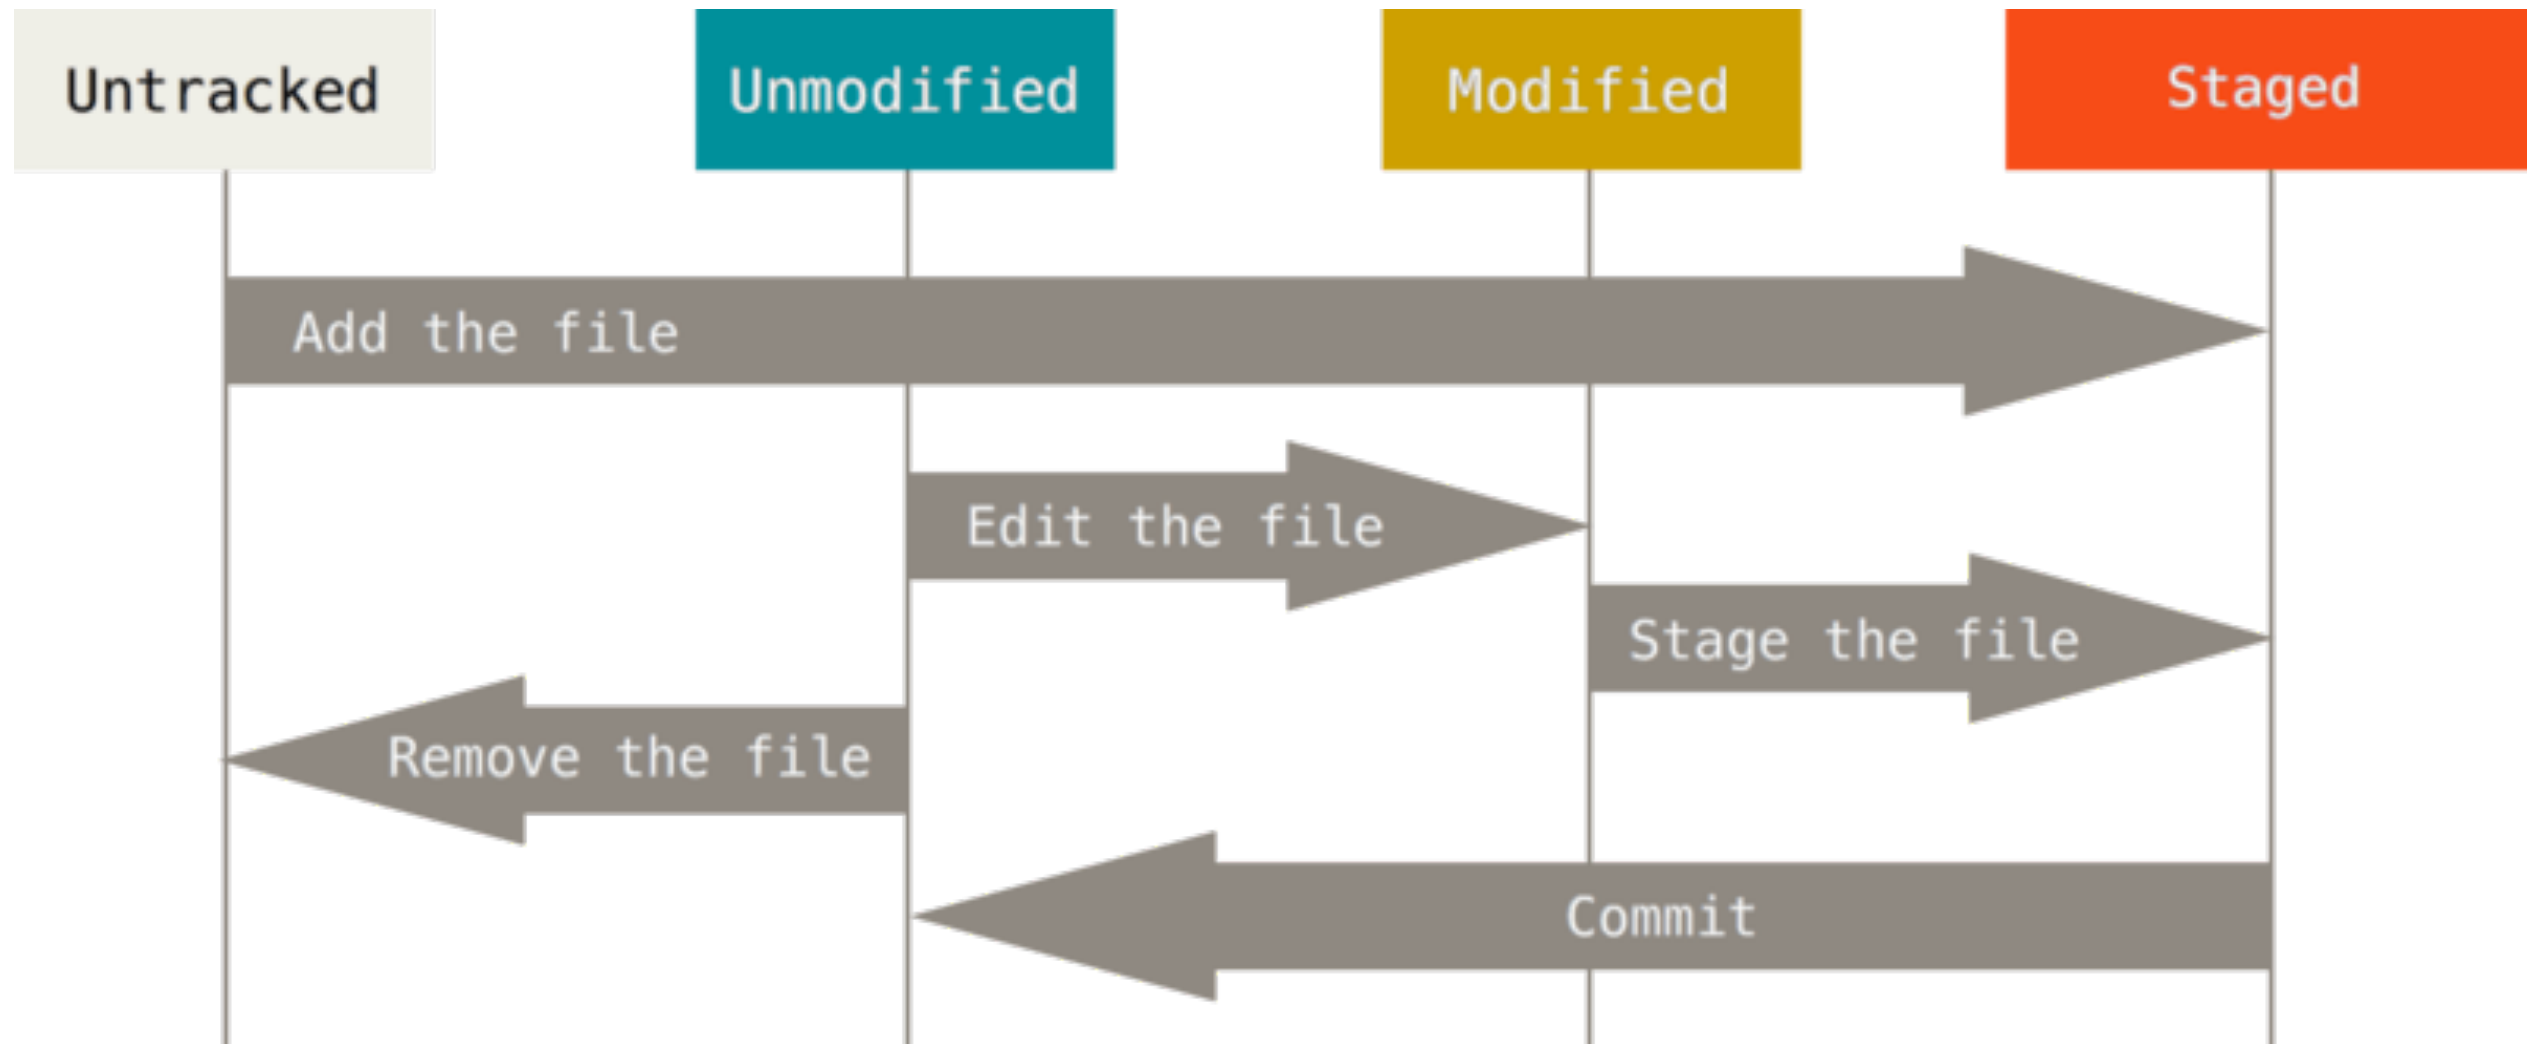 Untracked
Unmodified
Modified
Staged
Add the file
Edit the file
Stage the file
Remove the file
Commit